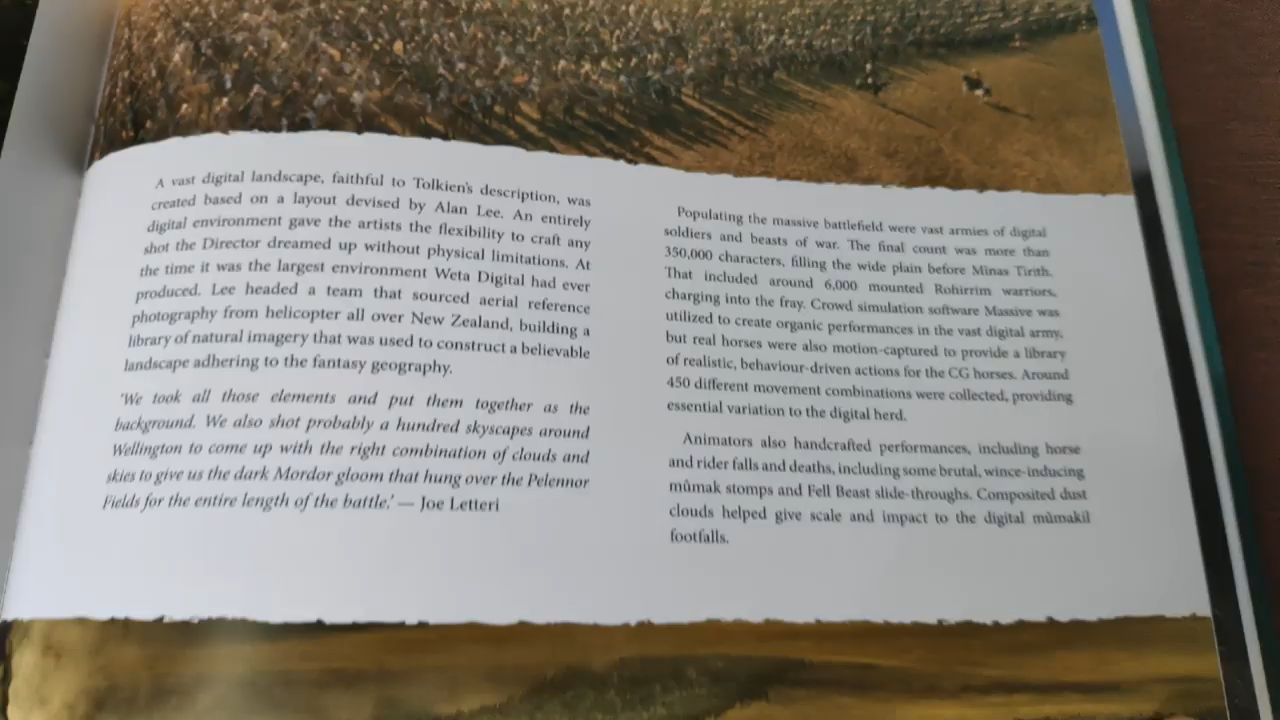 A vast digital landscape, faithful to Tolkien's description, was
created based on a layout devised by Alan Lee. An entirely
digital environment gave the artists the flexibility to craft any
shot the Director dreamed up without physical limitations. At
the time it was the largest environment Weta Digital had ever
produced. Lee headed a team that sourced aerial reference
photography from helicopter all over New Zealand, building a
library of natural imagery that was used to construct a believable
landscape adhering to the fantasy geography.
'We took all those elements and put them together as the
background. We also shot probably a hundred skyscapes around
Wellington to come up with the right combination of clouds and
skies to give us the dark Mordor gloom that hung over the Pelennor
Fields for the entire length of the battle.' — Joe Letteri
Populating the massive battlefield were vast armies of digital
soldiers and beasts of war. The final count was more than
350,000 characters, filling the wide plain before Minas Tirith.
That included around 6,000 mounted Rohirrim warriors,
charging into the fray. Crowd simulation software Massive was
utilized to create organic performances in the vast digital army,
but real horses were also motion-captured to provide a library
of realistic, behaviour-driven actions for the CG horses. Around
450 different movement combinations were collected, providing
essential variation to the digital herd.
Animators also handcrafted performances, including horse
and rider falls and deaths, including some brutal, wince-inducing
mûmak stomps and Fell Beast slide-throughs. Composited dust
clouds helped give scale and impact to the digital mûmakil
footfalls.